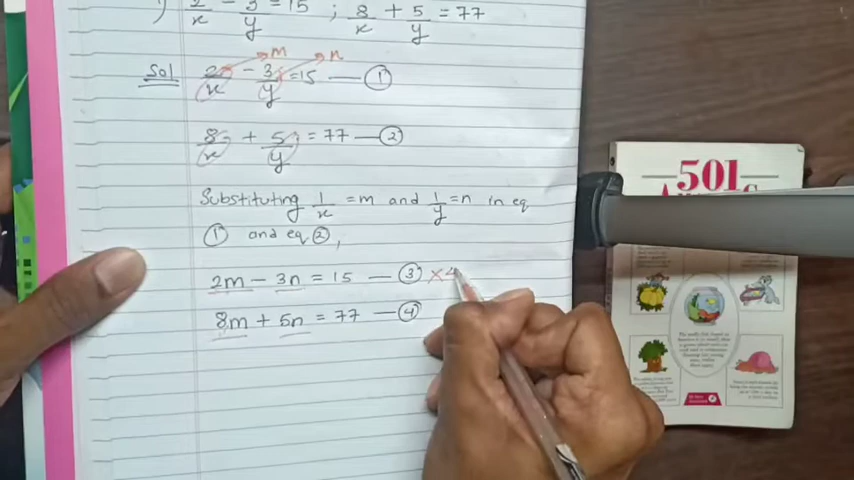 1) 2/x - 3/y = 15 ; 8/x + 5/y = 77
m n
Sol 2/x - 3/y = 15 — ①
8/x + 5/y = 77 — ②
Substituting 1/x = m and 1/y = n in eq
① and eq ②,
2m - 3n = 15 — ③ ×4
8m + 5n = 77 — ④
501